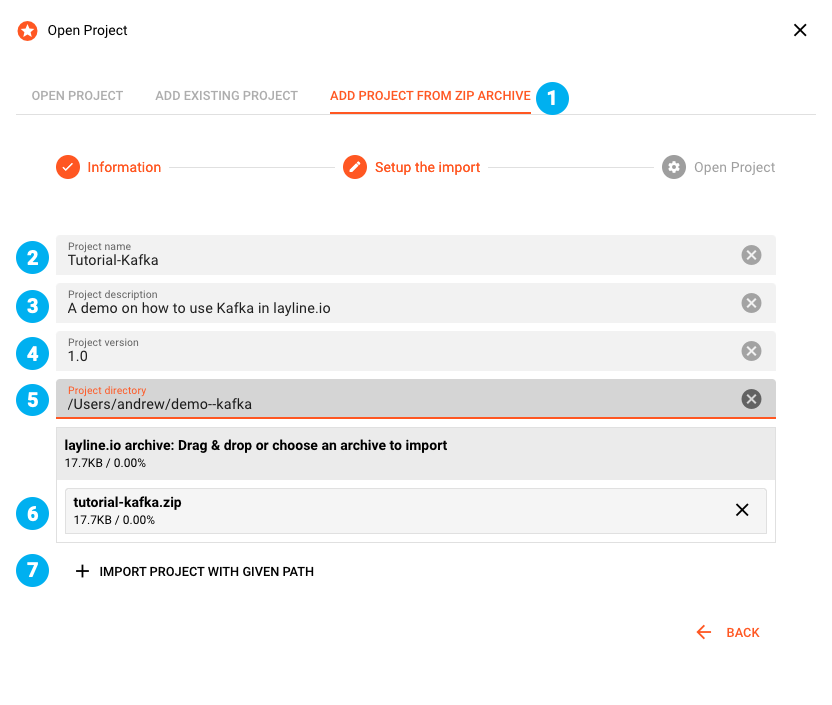 Open Project
OPEN PROJECT ADD EXISTING PROJECT ADD PROJECT FROM ZIP ARCHIVE 1
Information Setup the import Open Project
2
Project name
Tutorial-Kafka
3
Project description
A demo on how to use Kafka in layline.io
4
Project version
1.0
5
Project directory
/Users/andrew/demo--kafka
layline.io archive: Drag & drop or choose an archive to import
17.7KB / 0.00%
6
tutorial-kafka.zip
17.7KB / 0.00%
7 IMPORT PROJECT WITH GIVEN PATH
BACK